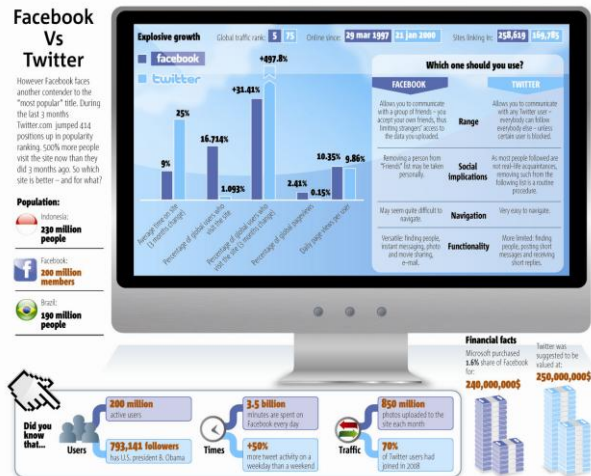 Facebook
Vs
Twitter
However Facebook faces
another contender to the
"most popular" title. During
the last 3 months
Twitter.com jumped 414
positions up in popularity
ranking. 500% more people
visit the site now than they
did 3 months ago. So which
site is better – and for what?
Population:
Indonesia:
230 million
people
Facebook:
200 million
members
Brazil:
190 million
people
Explosive growth
Global traffic rank: 5 75
Online since: 29 mar 1997 21 jan 2000
Sites linking in: 258,619 169,785
facebook
twitter
9%
25%
16.714%
1.093%
+31.41%
+497.8%
2.41%
0.15%
10.35%
9.86%
Average time on site
(3 months change)
Percentage of global users who
visit the site
Percentage of global users who
visit the site (3 months change)
Percentage of global pageviews
Daily page views per user
Which one should you use?
FACEBOOK
TWITTER
Allows you to communicate
with a group of friends – you
accept your own friends, thus
limiting strangers' access to
the data you uploaded.
Range
Allows you to communicate
with any Twitter user –
everybody can follow
everybody else – unless
certain user is blocked.
Removing a person from
"Friends" list may be taken
personally.
Social
Implications
As most people followed are
not real-life acquaintances,
removing such from the
following list is a routine
procedure.
May seem quite difficult to
navigate.
Navigation
Very easy to navigate.
Versatile: finding people,
instant messaging, photo
and movie sharing,
e-mail.
Functionality
More limited: finding
people, posting short
messages and receiving
short replies.
Financial facts
Microsoft purchased
1.6% share of Facebook
for:
240,000,000$
Twitter was
suggested to be
valued at:
250,000,000$
Did you
know
that...
Users
200 million
active users
793,141 followers
has U.S. president B. Obama
Times
3.5 billion
minutes are spent on
Facebook every day
+50%
more tweet activity on a
weekday than a weekend
Traffic
850 million
photos uploaded to the
site each month
70%
of Twitter users had
joined in 2008